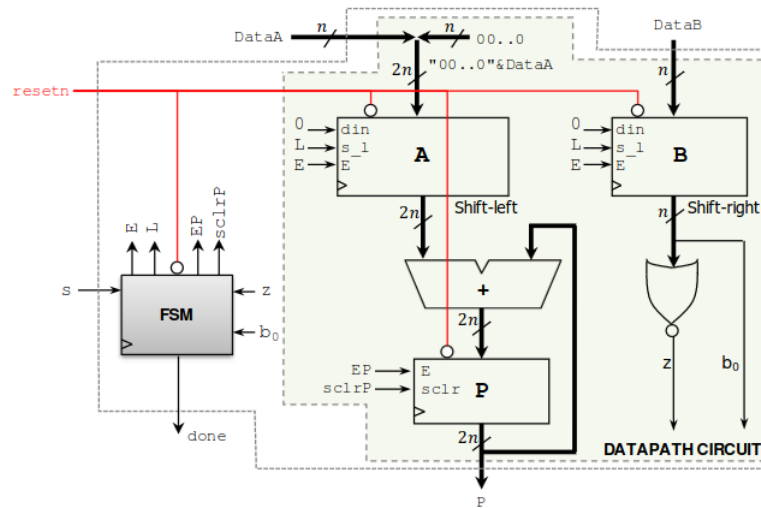 DataA n n 00..0 DataB
2n "00..0"&DataA n
resetn
0 din 0 din
L s_l A L s_l B
E E E E
2n Shift-left n Shift-right
E L EP sclrP
s FSM z
b0
+
2n
z b0
EP E
sclrP sclr P
done
2n DATAPATH CIRCUIT
P